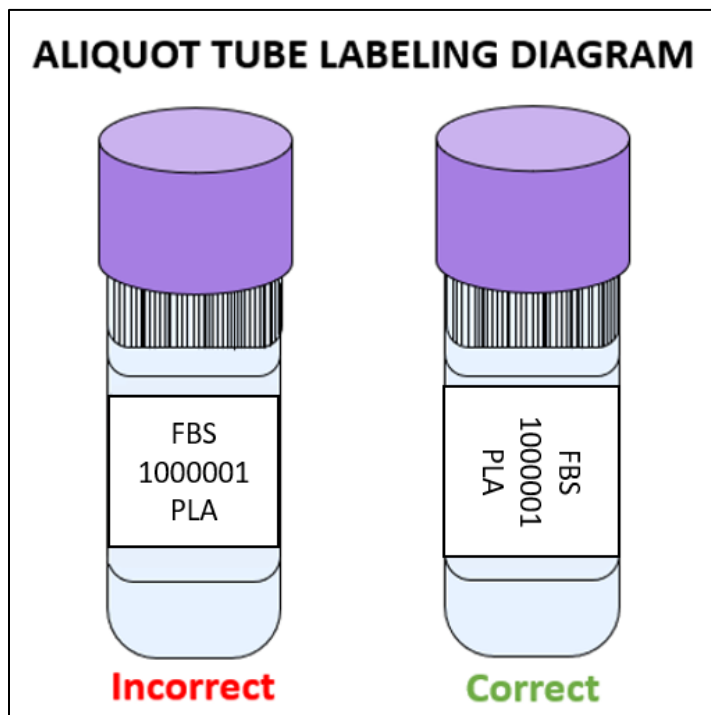 ALIQUOT TUBE LABELING DIAGRAM
FBS
1000001
PLA
FBS
1000001
PLA
Incorrect
Correct